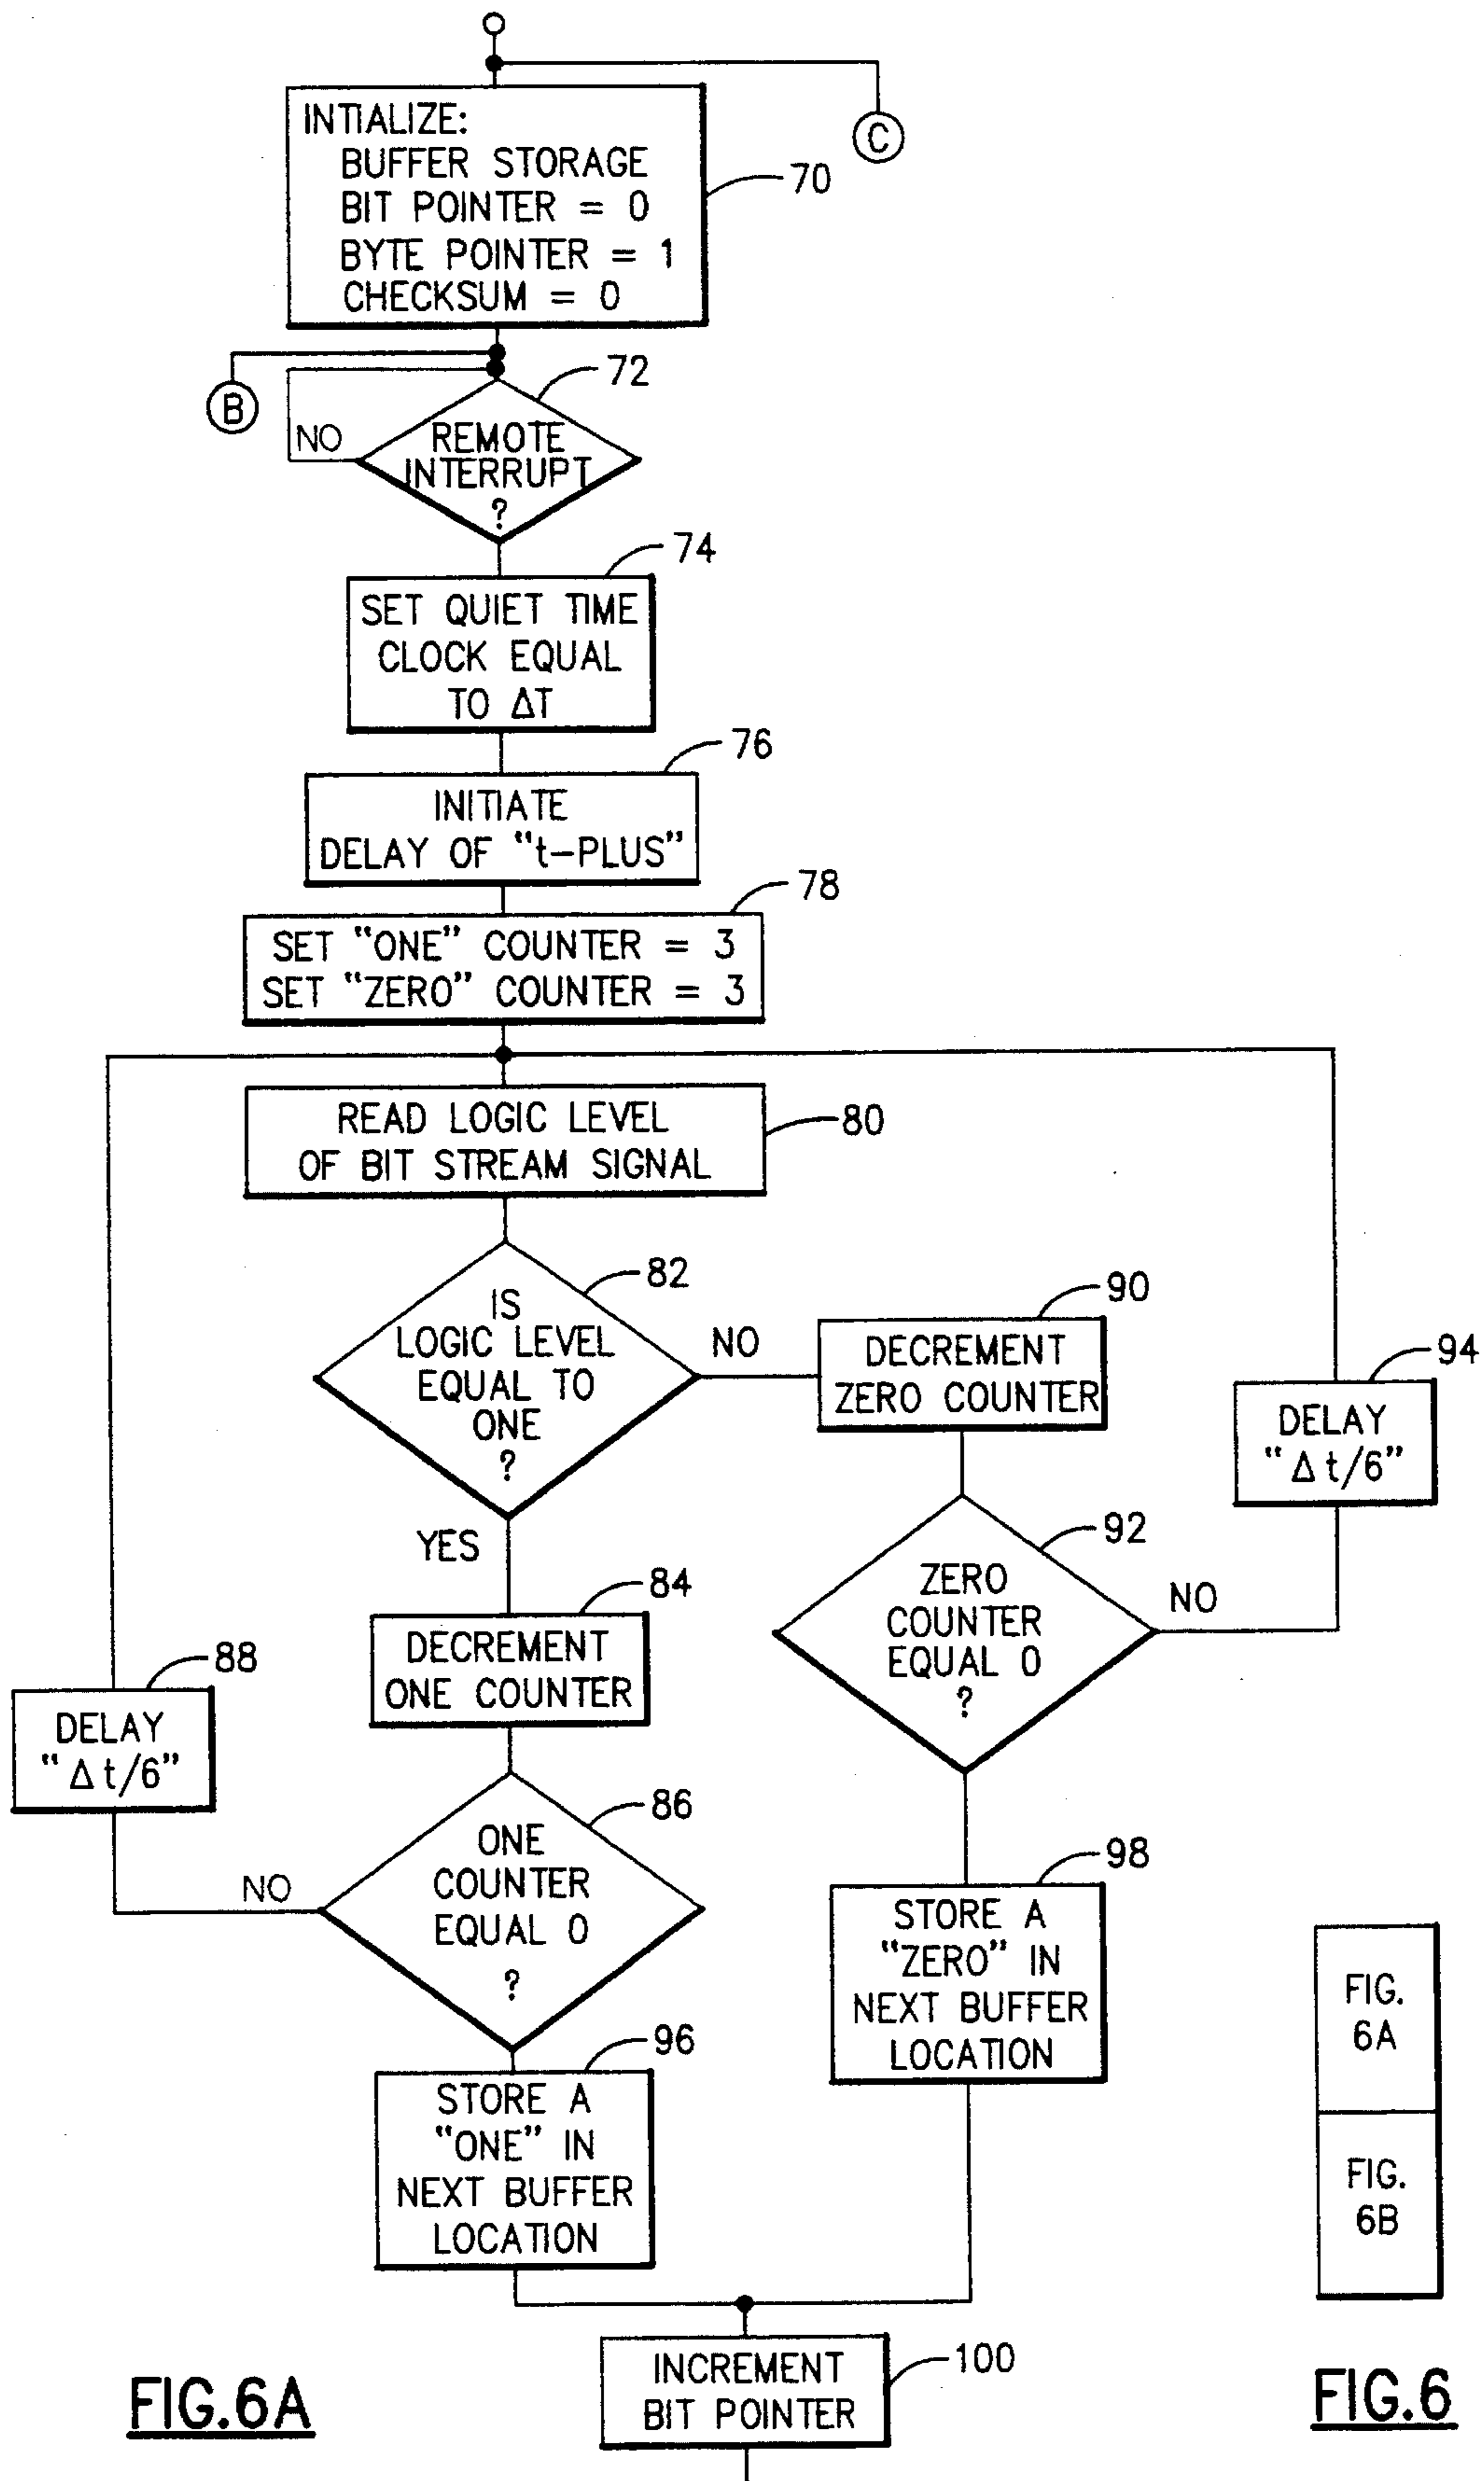 C
INTIALIZE:
BUFFER STORAGE
BIT POINTER = 0
BYTE POINTER = 1
CHECKSUM = 0
70
B
72
NO
REMOTE
INTERRUPT
?
74
SET QUIET TIME
CLOCK EQUAL
TO ΔT
76
INITIATE
DELAY OF "t-PLUS"
78
SET "ONE" COUNTER = 3
SET "ZERO" COUNTER = 3
80
READ LOGIC LEVEL
OF BIT STREAM SIGNAL
82
IS
LOGIC LEVEL
EQUAL TO
ONE
?
NO
YES
90
DECREMENT
ZERO COUNTER
94
DELAY
"Δt/6"
92
ZERO
COUNTER
EQUAL 0
?
NO
84
DECREMENT
ONE COUNTER
88
DELAY
"Δt/6"
86
ONE
COUNTER
EQUAL 0
?
NO
98
STORE A
"ZERO" IN
NEXT BUFFER
LOCATION
96
STORE A
"ONE" IN
NEXT BUFFER
LOCATION
100
INCREMENT
BIT POINTER
FIG.6A
FIG.
6A
FIG.
6B
FIG.6